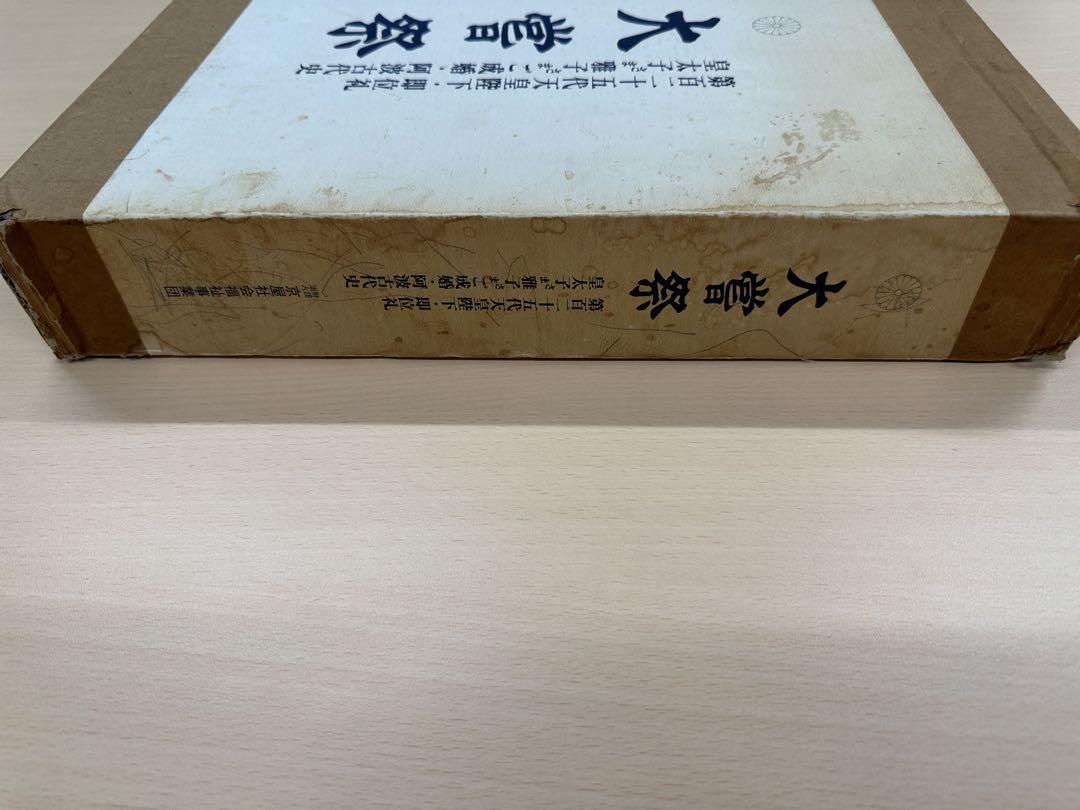 大嘗祭
第百二十五代天皇陛下・即位礼
皇太子さま雅子さまご成婚・阿波古代史
大嘗祭
第百二十五代天皇陛下・即位礼
皇太子さま雅子さまご成婚・阿波古代史
京屋社会福祉事業団